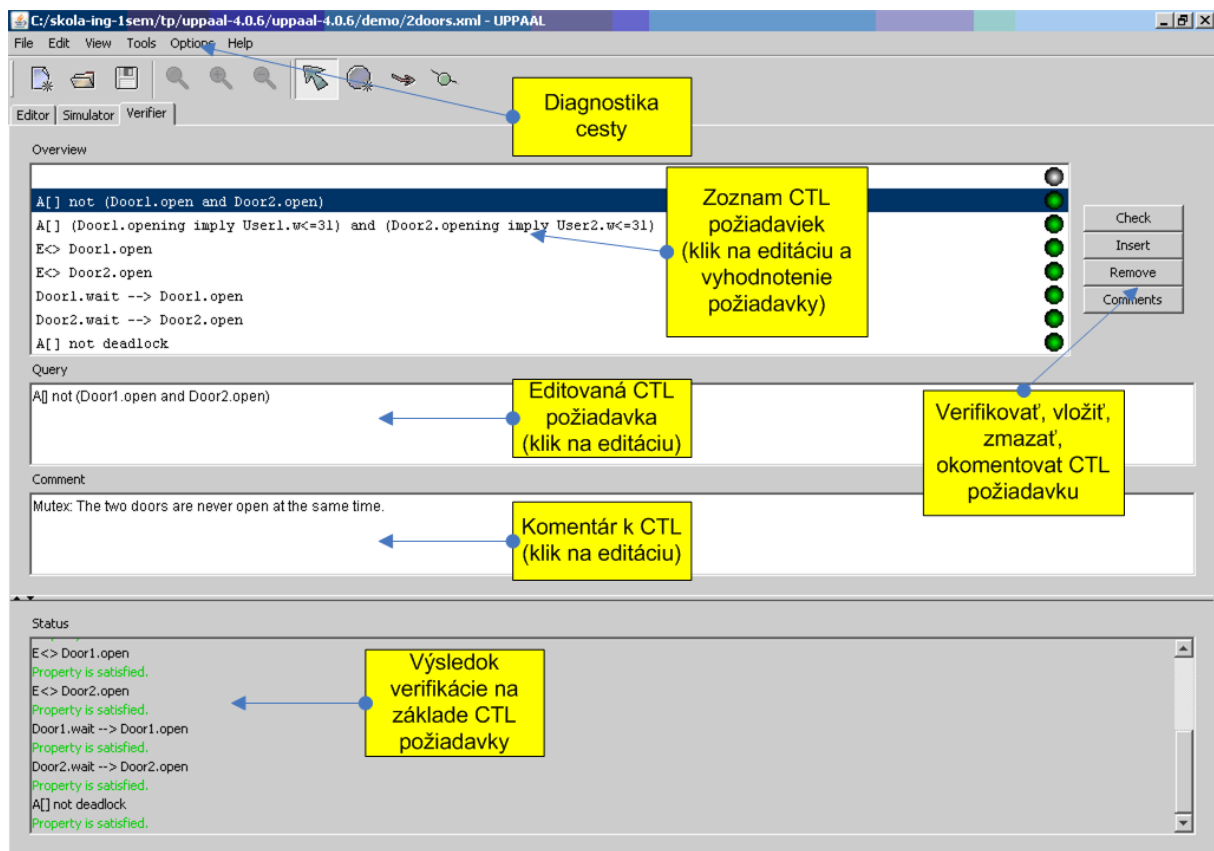 C:/skola-ing-1sem/tp/uppaal-4.0.6/uppaal-4.0.6/demo/2doors.xml - UPPAAL
File Edit View Tools Options Help
Editor Simulator Verifier
Diagnostika
cesty
Overview
A[] not (Door1.open and Door2.open)
A[] (Door1.opening imply User1.w<=31) and (Door2.opening imply User2.w<=31)
E<> Door1.open
E<> Door2.open
Door1.wait --> Door1.open
Door2.wait --> Door2.open
A[] not deadlock
Zoznam CTL
požiadaviek
(klik na editáciu a
vyhodnotenie
požiadavky)
Check
Insert
Remove
Comments
Query
A[] not (Door1.open and Door2.open)
Editovaná CTL
požiadavka
(klik na editáciu)
Verifikovať, vložiť,
zmazať,
okomentovat CTL
požiadavku
Comment
Mutex: The two doors are never open at the same time.
Komentár k CTL
(klik na editáciu)
Status
E<> Door1.open
Property is satisfied.
E<> Door2.open
Property is satisfied.
Door1.wait --> Door1.open
Property is satisfied.
Door2.wait --> Door2.open
Property is satisfied.
A[] not deadlock
Property is satisfied.
Výsledok
verifikácie na
základe CTL
požiadavky